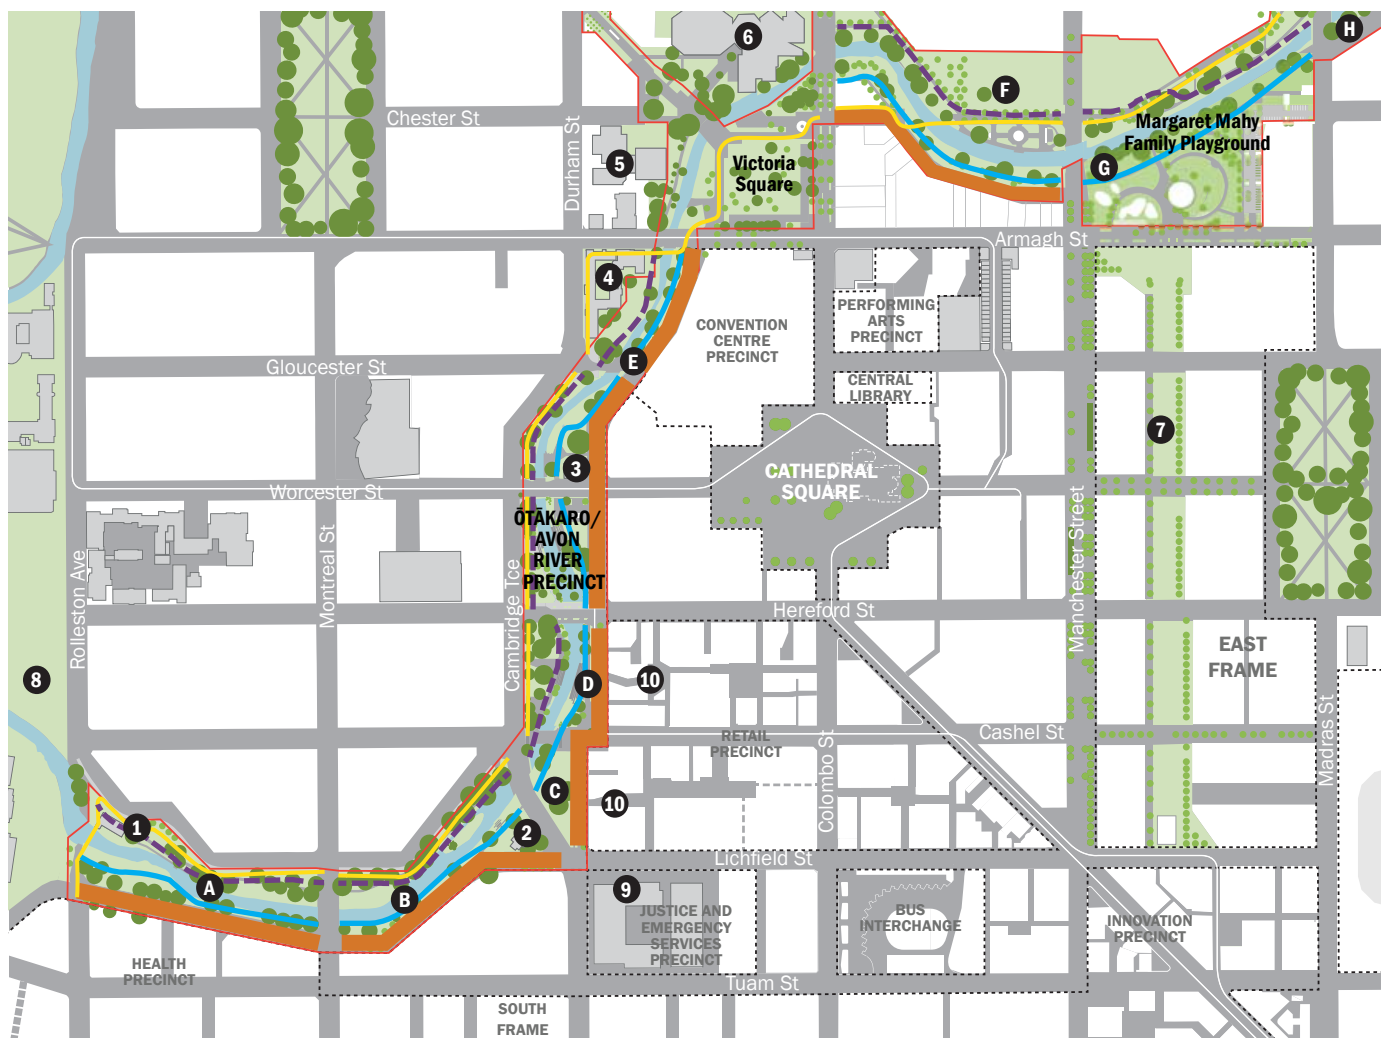 H
6
F
Chester St
Durham St
5
Margaret Mahy
Family Playground
Victoria
Square
G
Armagh St
4
PERFORMING
ARTS
PRECINCT
CONVENTION
CENTRE
PRECINCT
E
Gloucester St
CENTRAL
LIBRARY
7
3
CATHEDRAL
SQUARE
Worcester St
ŌTĀKARO/
AVON
RIVER
PRECINCT
Montreal St
Rolleston Ave
Cambridge Tce
Manchester Street
Hereford St
EAST
FRAME
8
D
10
Cashel St
RETAIL
PRECINCT
Colombo St
Madras St
C
10
1
2
Lichfield St
A
B
9
JUSTICE AND
EMERGENCY
SERVICES
PRECINCT
BUS
INTERCHANGE
INNOVATION
PRECINCT
HEALTH
PRECINCT
Tuam St
SOUTH
FRAME